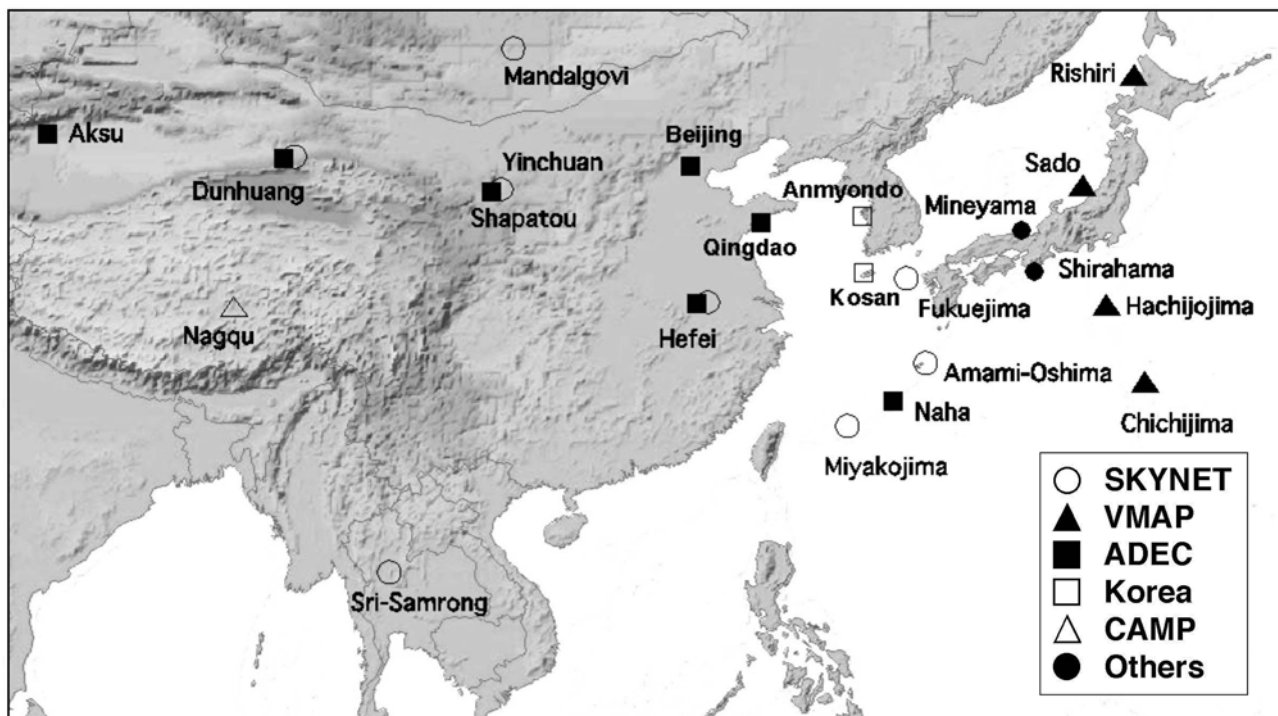 Mandalgovi
Rishiri
Aksu
Beijing
Yinchuan
Sado
Dunhuang
Anmyondo
Mineyama
Shapatou
Qingdao
Shirahama
Kosan
Fukuejima
Hachijojima
Nagqu
Hefei
Amami-Oshima
Naha
Chichijima
Miyakojima
SKYNET
VMAP
ADEC
Korea
CAMP
Others
Sri-Samrong